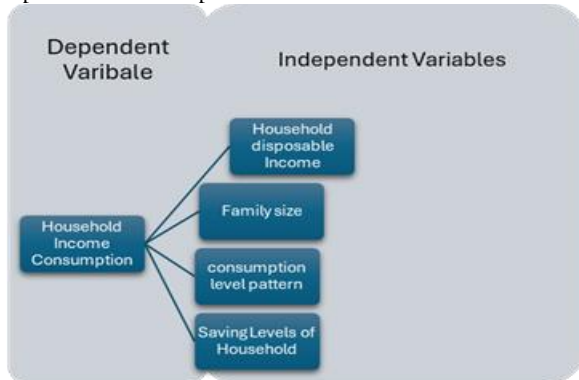 Dependent
Varibale
Independent Variables
Household
disposable
Income
Family size
Household
Income
Consumption
consumption
level pattern
Saving Levels of
Household